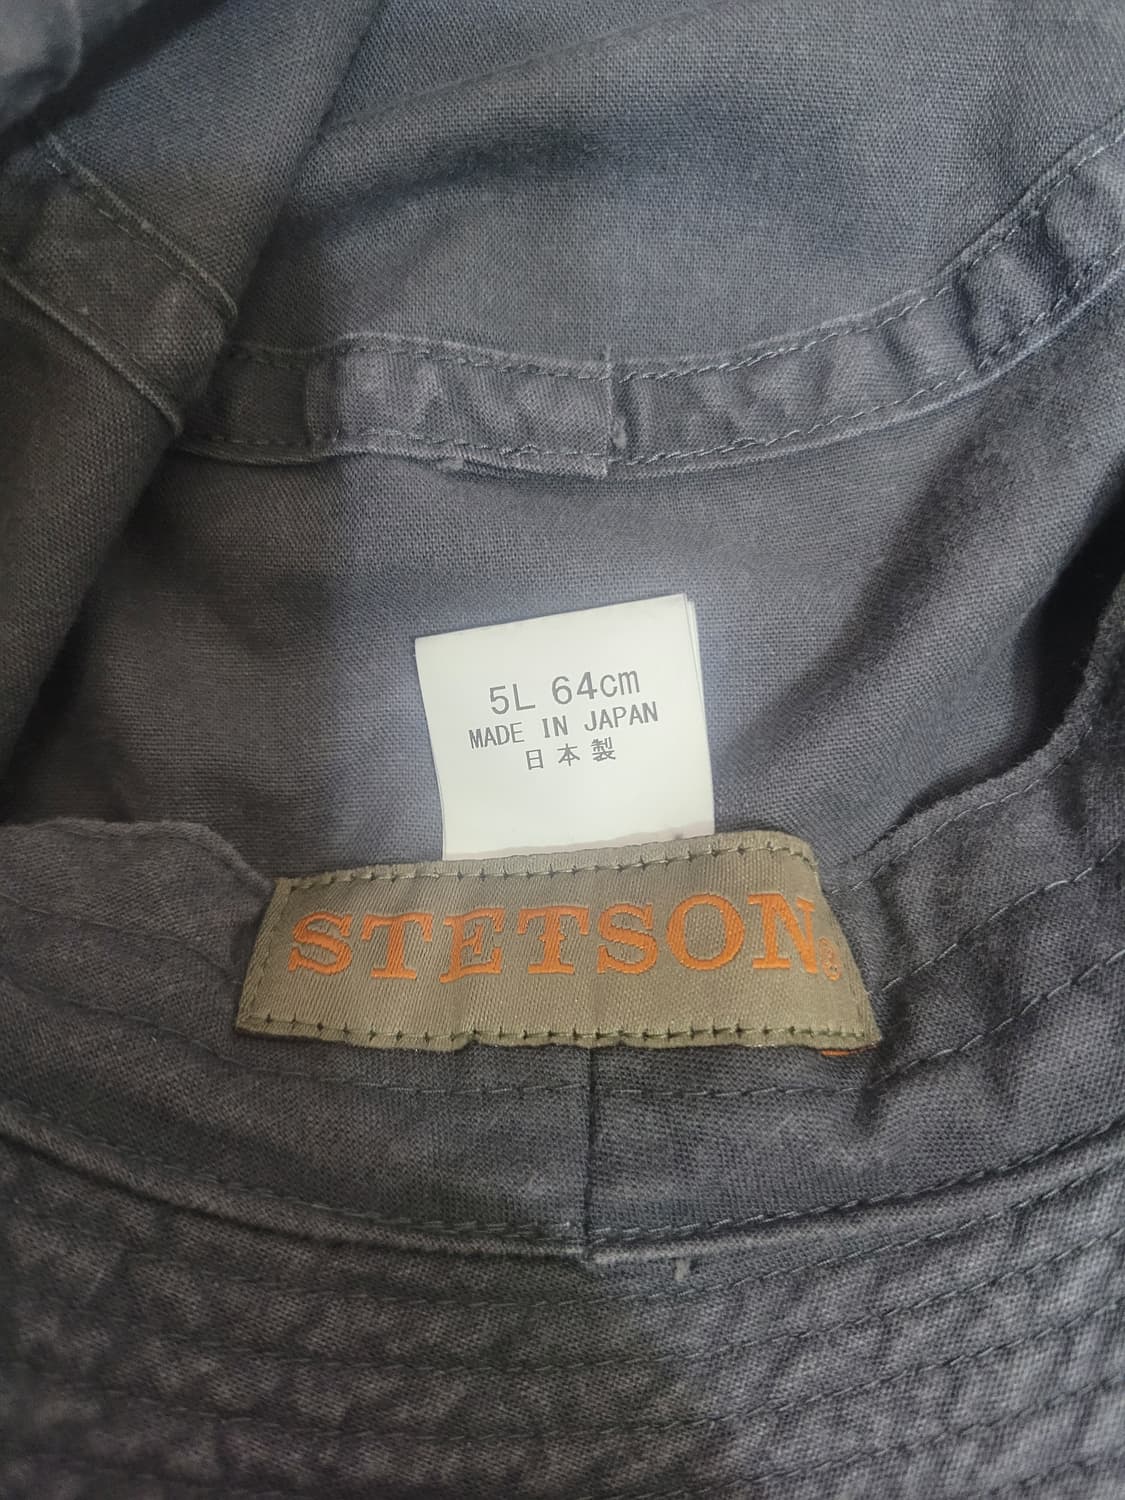 5L 64cm
MADE IN JAPAN
日本製
STETSON®